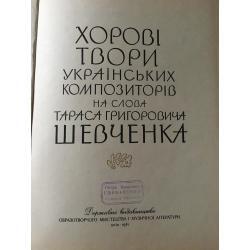 ХОРОВІ
ТВОРИ
УКРАЇНСЬКИХ
КОМПОЗИТОРІВ
НА СЛОВА
ТАРАСА ГРИГОРОВИЧА
ШЕВЧЕНКА
Державне видавництво
ОБРАЗОТВОРЧОГО МИСТЕЦТВА І МУЗИЧНОЇ ЛІТЕРАТУРИ